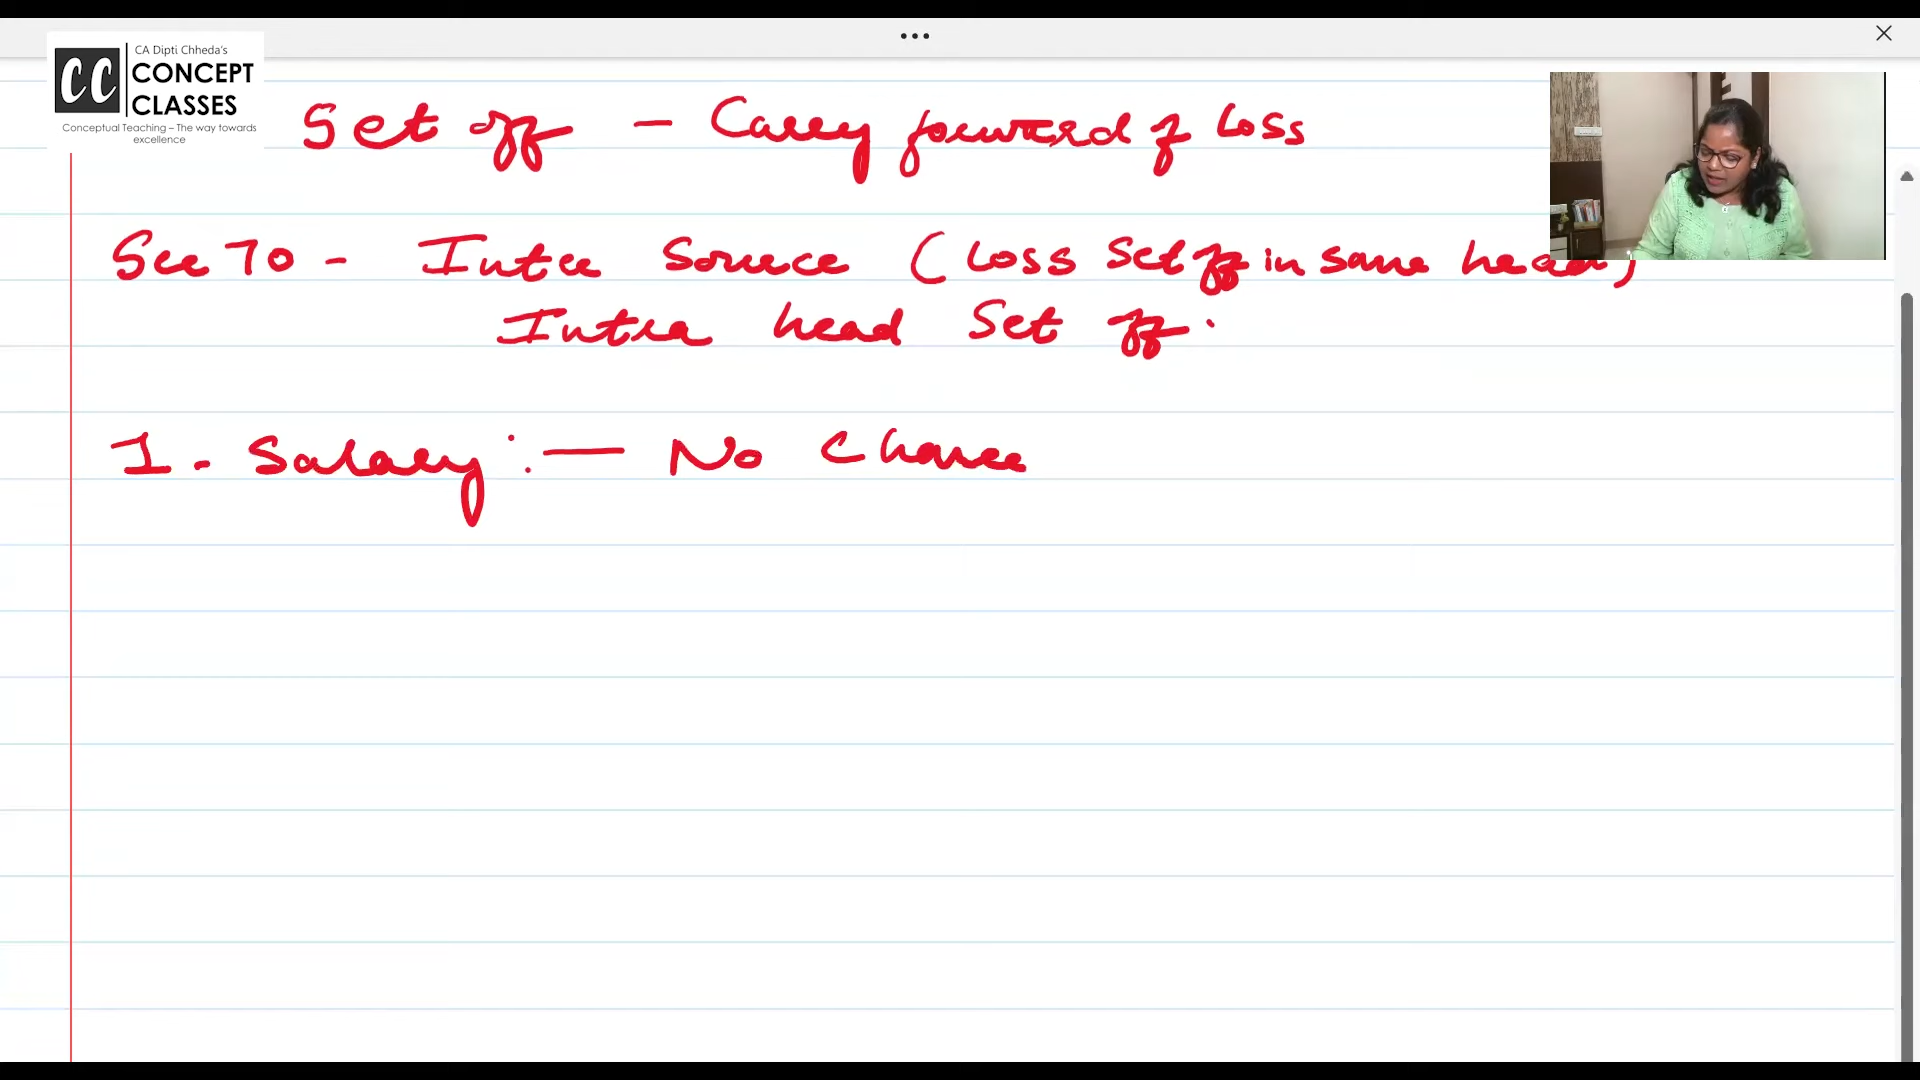 CC
CA Dipti Chheda's
CONCEPT
CLASSES
Conceptual Teaching – The way towards
excellence
Set off – Carry forward of Loss
Sec 70 - Inter Source (Loss Set off in same head)
Intra head Set off.
1. Salary :— No Chance